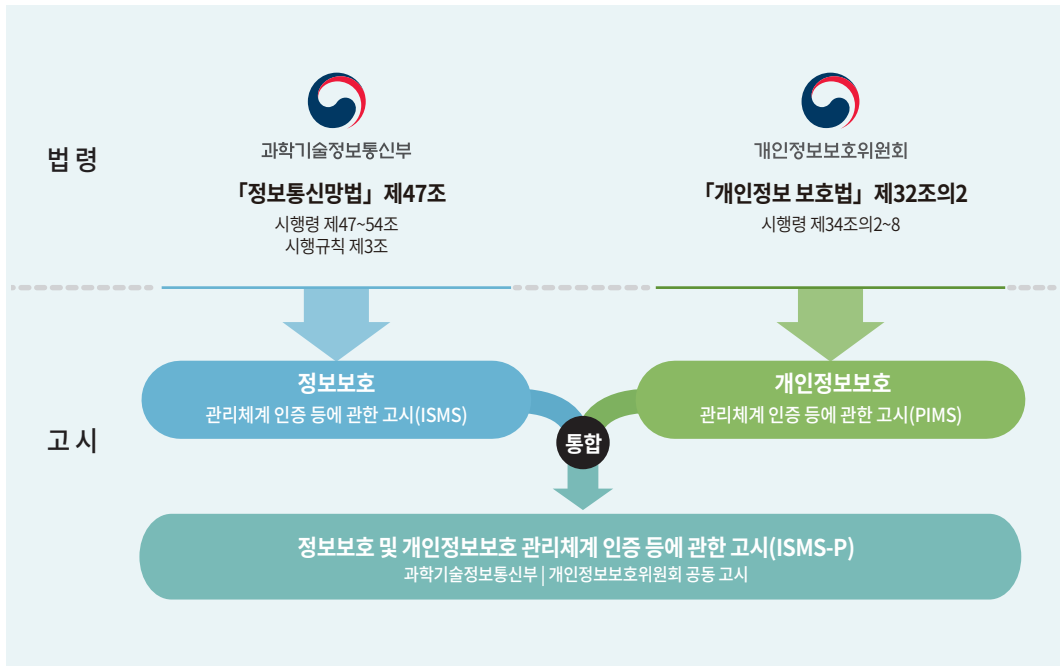 법령
과학기술정보통신부
「정보통신망법」 제47조
시행령 제47~54조
시행규칙 제3조
개인정보보호위원회
「개인정보 보호법」 제32조의2
시행령 제34조의2~8
고시
정보보호
관리체계 인증 등에 관한 고시(ISMS)
개인정보보호
관리체계 인증 등에 관한 고시(PIMS)
통합
정보보호 및 개인정보보호 관리체계 인증 등에 관한 고시(ISMS-P)
과학기술정보통신부 | 개인정보보호위원회 공동 고시